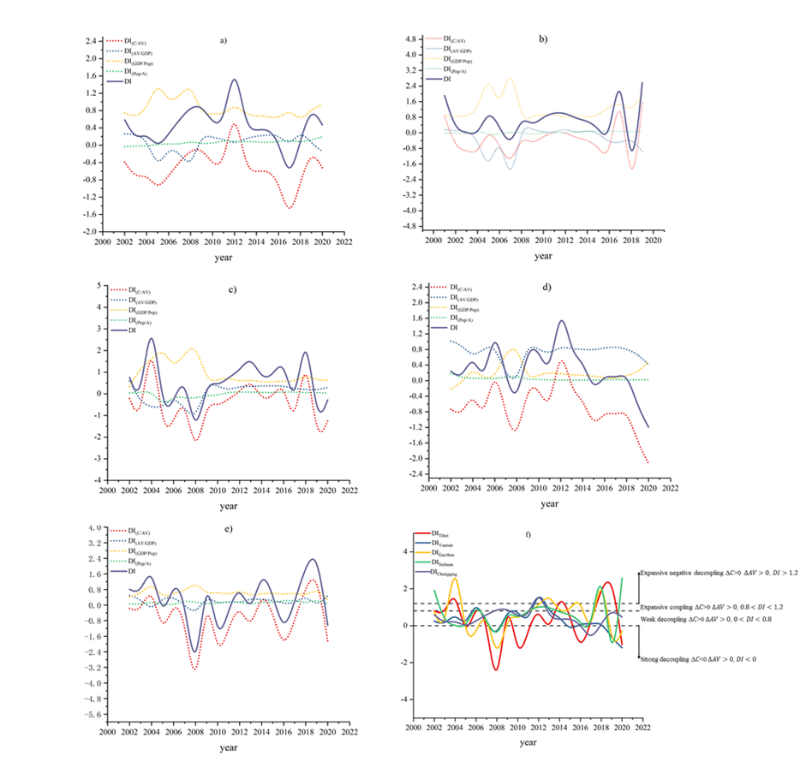 a)
DI(C/AV)
DI(AV/GDP)
DI(GDP/Pop)
DI(Pop/A)
DI
2.4
2.0
1.6
1.2
0.8
0.4
0.0
-0.4
-0.8
-1.2
-1.6
-2.0
2000 2002 2004 2006 2008 2010 2012 2014 2016 2018 2020 2022
year
b)
DI(C/AV)
DI(AV/GDP)
DI(GDP/Pop)
DI(Pop/A)
DI
4.8
4.0
3.2
2.4
1.6
0.8
0.0
-0.8
-1.6
-2.4
-3.2
-4.0
-4.8
2000 2002 2004 2006 2008 2010 2012 2014 2016 2018 2020
year
c)
DI(C/AV)
DI(AV/GDP)
DI(GDP/Pop)
DI(Pop/A)
DI
5
4
3
2
1
0
-1
-2
-3
-4
2000 2002 2004 2006 2008 2010 2012 2014 2016 2018 2020 2022
year
d)
DI(C/AV)
DI(AV/GDP)
DI(GDP/Pop)
DI(Pop/A)
DI
2.4
2.0
1.6
1.2
0.8
0.4
0.0
-0.4
-0.8
-1.2
-1.6
-2.0
-2.4
2000 2002 2004 2006 2008 2010 2012 2014 2016 2018 2020 2022
year
e)
DI(C/AV)
DI(AV/GDP)
DI(GDP/Pop)
DI(Pop/A)
DI
4.0
3.2
2.4
1.6
0.8
0.0
-0.8
-1.6
-2.4
-3.2
-4.0
-4.8
-5.6
2000 2002 2004 2006 2008 2010 2012 2014 2016 2018 2020 2022
year
f)
DITibet
DIYunnan
DIGuizhou
DISichuan
DIChongqing
4
2
0
-2
-4
2000 2002 2004 2006 2008 2010 2012 2014 2016 2018 2020 2022
year
Expansive negative decoupling ΔC>0 ΔAV > 0, DI > 1.2
Expansive coupling ΔC>0 ΔAV > 0, 0.8 < DI < 1.2
Weak decoupling ΔC>0 ΔAV > 0, 0 < DI < 0.8
Strong decoupling ΔC<0 ΔAV > 0, DI < 0